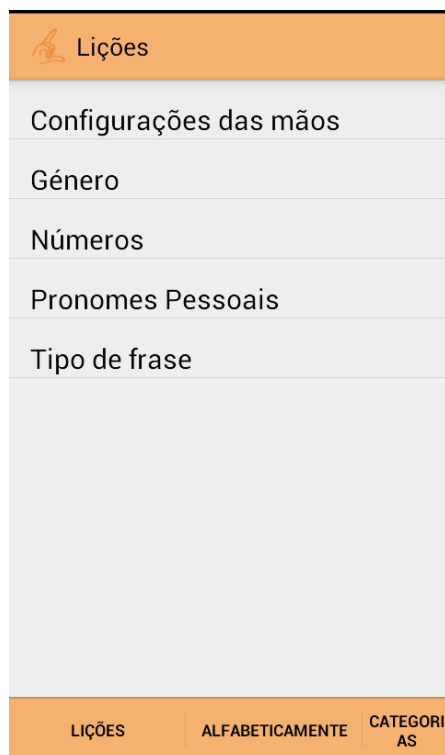 Lições
Configurações das mãos
Género
Números
Pronomes Pessoais
Tipo de frase
LIÇÕES
ALFABETICAMENTE
CATEGORI
AS